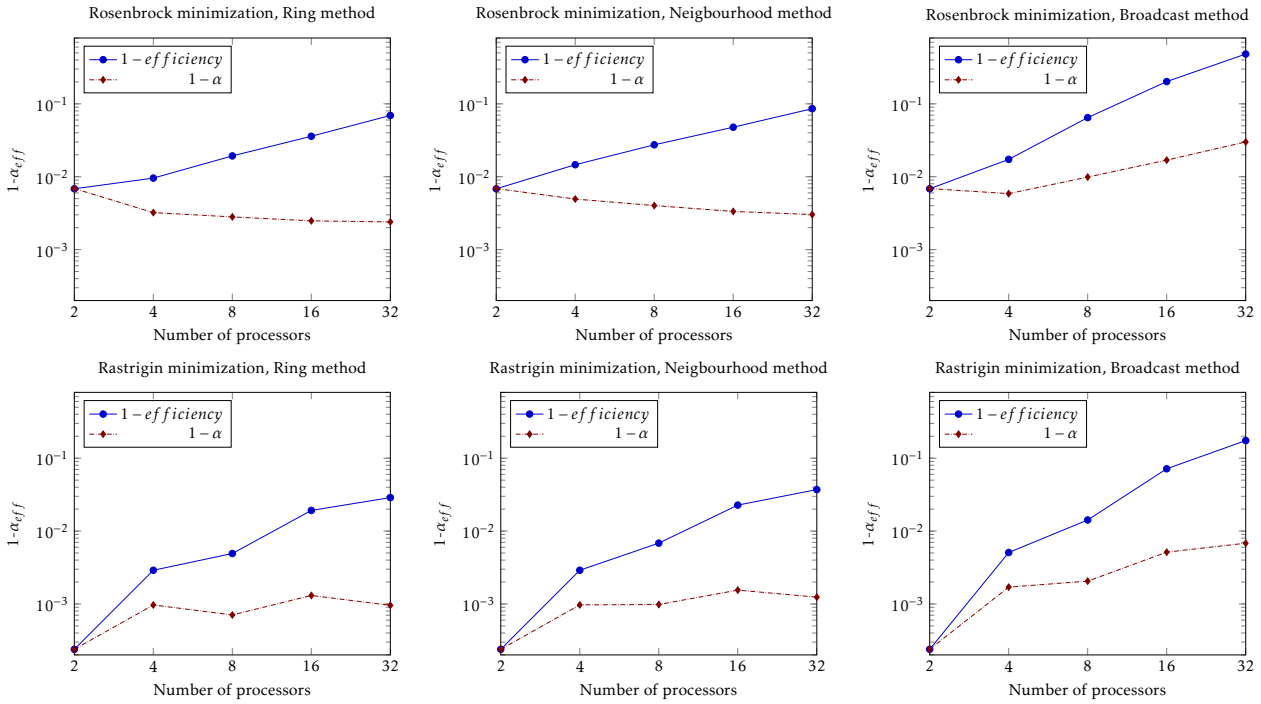 Rosenbrock minimization, Ring method
1 − efficiency
1 − α
10⁻¹
10⁻²
10⁻³
1-α_eff
2 4 8 16 32
Number of processors
Rosenbrock minimization, Neigbourhood method
1 − efficiency
1 − α
10⁻¹
10⁻²
10⁻³
1-α_eff
2 4 8 16 32
Number of processors
Rosenbrock minimization, Broadcast method
1 − efficiency
1 − α
10⁻¹
10⁻²
10⁻³
1-α_eff
2 4 8 16 32
Number of processors
Rastrigin minimization, Ring method
1 − efficiency
1 − α
10⁻¹
10⁻²
10⁻³
1-α_eff
2 4 8 16 32
Number of processors
Rastrigin minimization, Neigbourhood method
1 − efficiency
1 − α
10⁻¹
10⁻²
10⁻³
1-α_eff
2 4 8 16 32
Number of processors
Rastrigin minimization, Broadcast method
1 − efficiency
1 − α
10⁻¹
10⁻²
10⁻³
1-α_eff
2 4 8 16 32
Number of processors